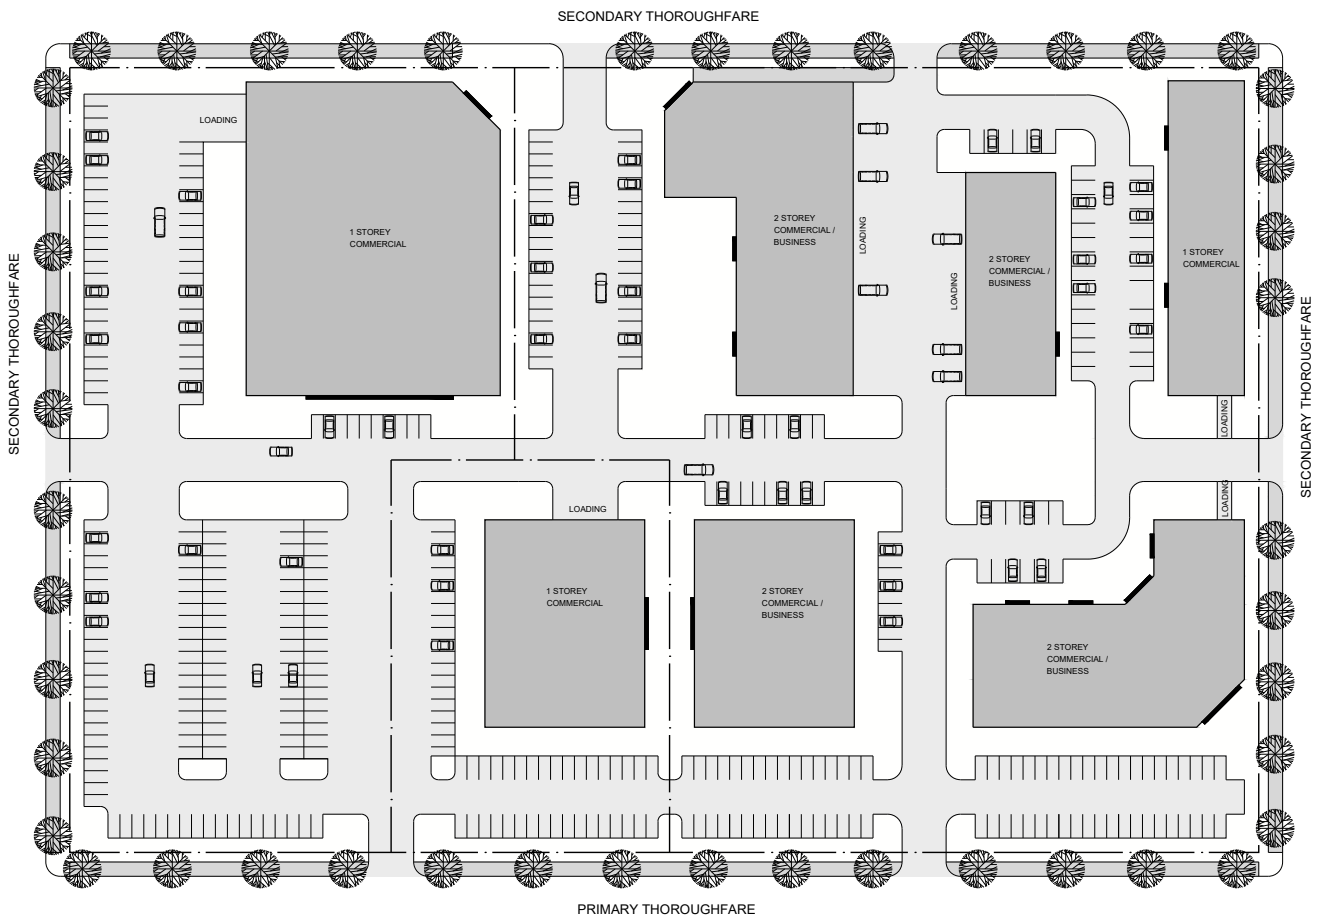 SECONDARY THOROUGHFARE
LOADING
1 STOREY
COMMERCIAL
2 STOREY
COMMERCIAL /
BUSINESS
LOADING
2 STOREY
COMMERCIAL /
BUSINESS
LOADING
1 STOREY
COMMERCIAL
SECONDARY THOROUGHFARE
SECONDARY THOROUGHFARE
LOADING
LOADING
LOADING
1 STOREY
COMMERCIAL
2 STOREY
COMMERCIAL /
BUSINESS
2 STOREY
COMMERCIAL /
BUSINESS
PRIMARY THOROUGHFARE